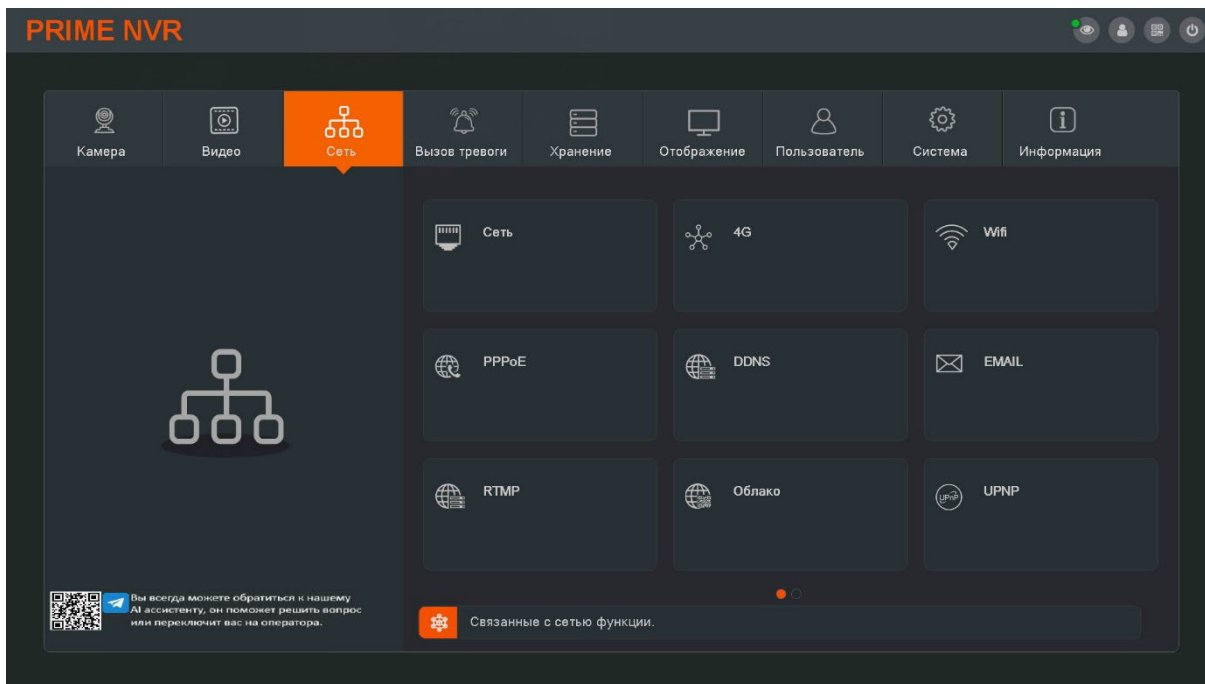 PRIME NVR
Камера
Видео
Сеть
Вызов тревоги
Хранение
Отображение
Пользователь
Система
Информация
Сеть
4G
Wifi
PPPoE
DDNS
EMAIL
RTMP
Облако
UPnP
UPNP
Вы всегда можете обратиться к нашему
AI ассистенту, он поможет решить вопрос
или переключит вас на оператора.
Связанные с сетью функции.